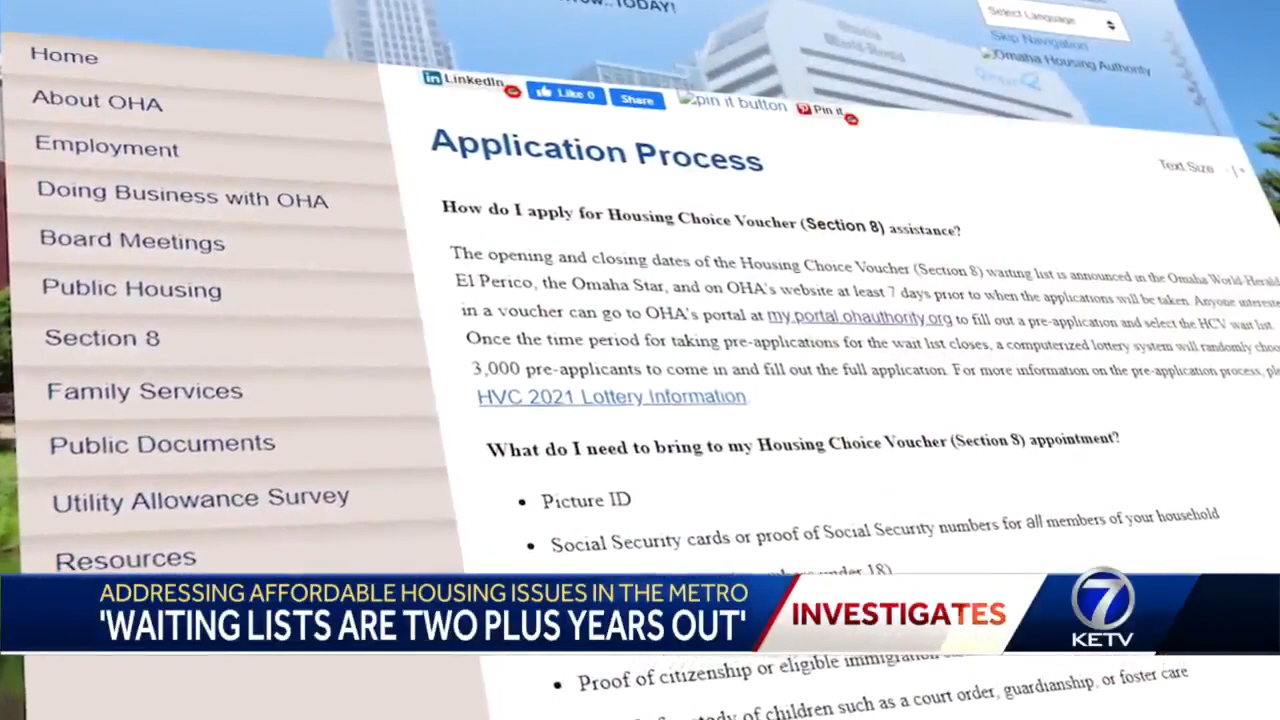 TODAY!
Select Language
Skip Navigation
Omaha Housing Authority
Omaha
World-Herald
Home
About OHA
Employment
Doing Business with OHA
Board Meetings
Public Housing
Section 8
Family Services
Public Documents
Utility Allowance Survey
Resources
LinkedIn
Like 0
Share
pin it button
Pin it
Application Process
Text Size
How do I apply for Housing Choice Voucher (Section 8) assistance?
The opening and closing dates of the Housing Choice Voucher (Section 8) waiting list is announced in the Omaha World-Herald
El Perico, the Omaha Star, and on OHA's website at least 7 days prior to when the applications will be taken. Anyone
in a voucher can go to OHA's portal at my.portal.ohauthority.org to fill out a pre-application and select the HCV wait list.
Once the time period for taking pre-applications for the wait list closes, a computerized lottery system will randomly
3,000 pre-applicants to come in and fill out the full application. For more information on the pre-application process,
HVC 2021 Lottery Information
What do I need to bring to my Housing Choice Voucher (Section 8) appointment?
• Picture ID
• Social Security cards or proof of Social Security numbers for all members of your household
under 18)
ADDRESSING AFFORDABLE HOUSING ISSUES IN THE METRO
'WAITING LISTS ARE TWO PLUS YEARS OUT'
INVESTIGATES
7
KETV
• Proof of citizenship or eligible immigration
custody of children such as a court order, guardianship, or foster care